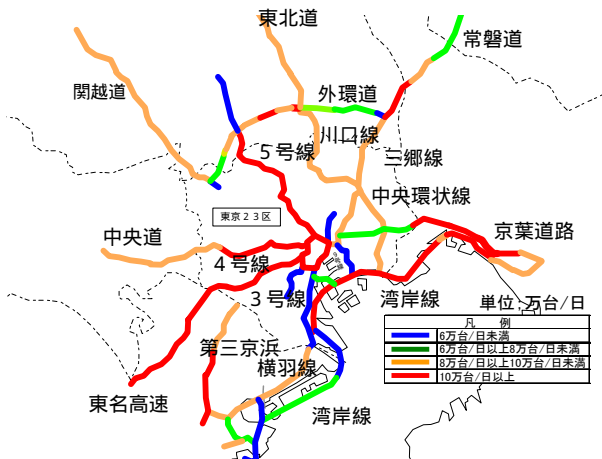 東北道
常磐道
関越道
外環道
川口線
5号線
三郷線
中央環状線
東京23区
京葉道路
中央道
4号線
3号線
湾岸線
単位：万台/日
凡　例
6万台/日未満
6万台/日以上8万台/日未満
8万台/日以上10万台/日未満
10万台/日以上
第三京浜
横羽線
東名高速
湾岸線